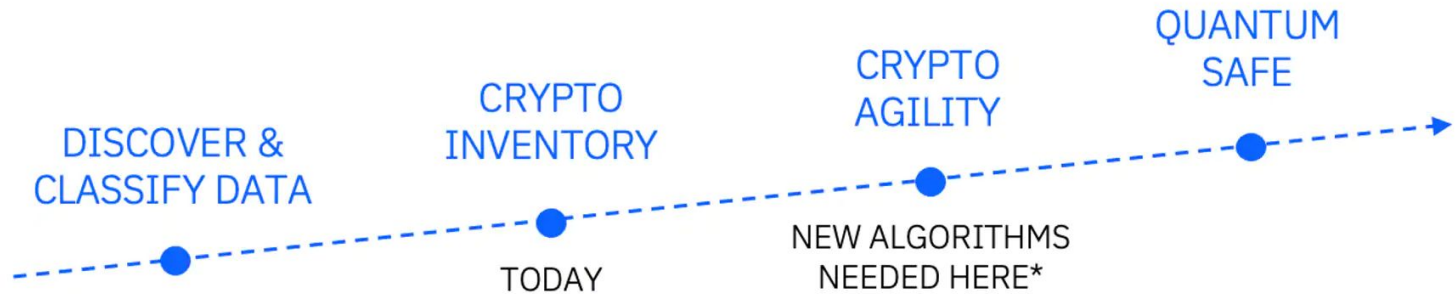 DISCOVER &
CLASSIFY DATA
CRYPTO
INVENTORY
TODAY
CRYPTO
AGILITY
NEW ALGORITHMS
NEEDED HERE*
QUANTUM
SAFE